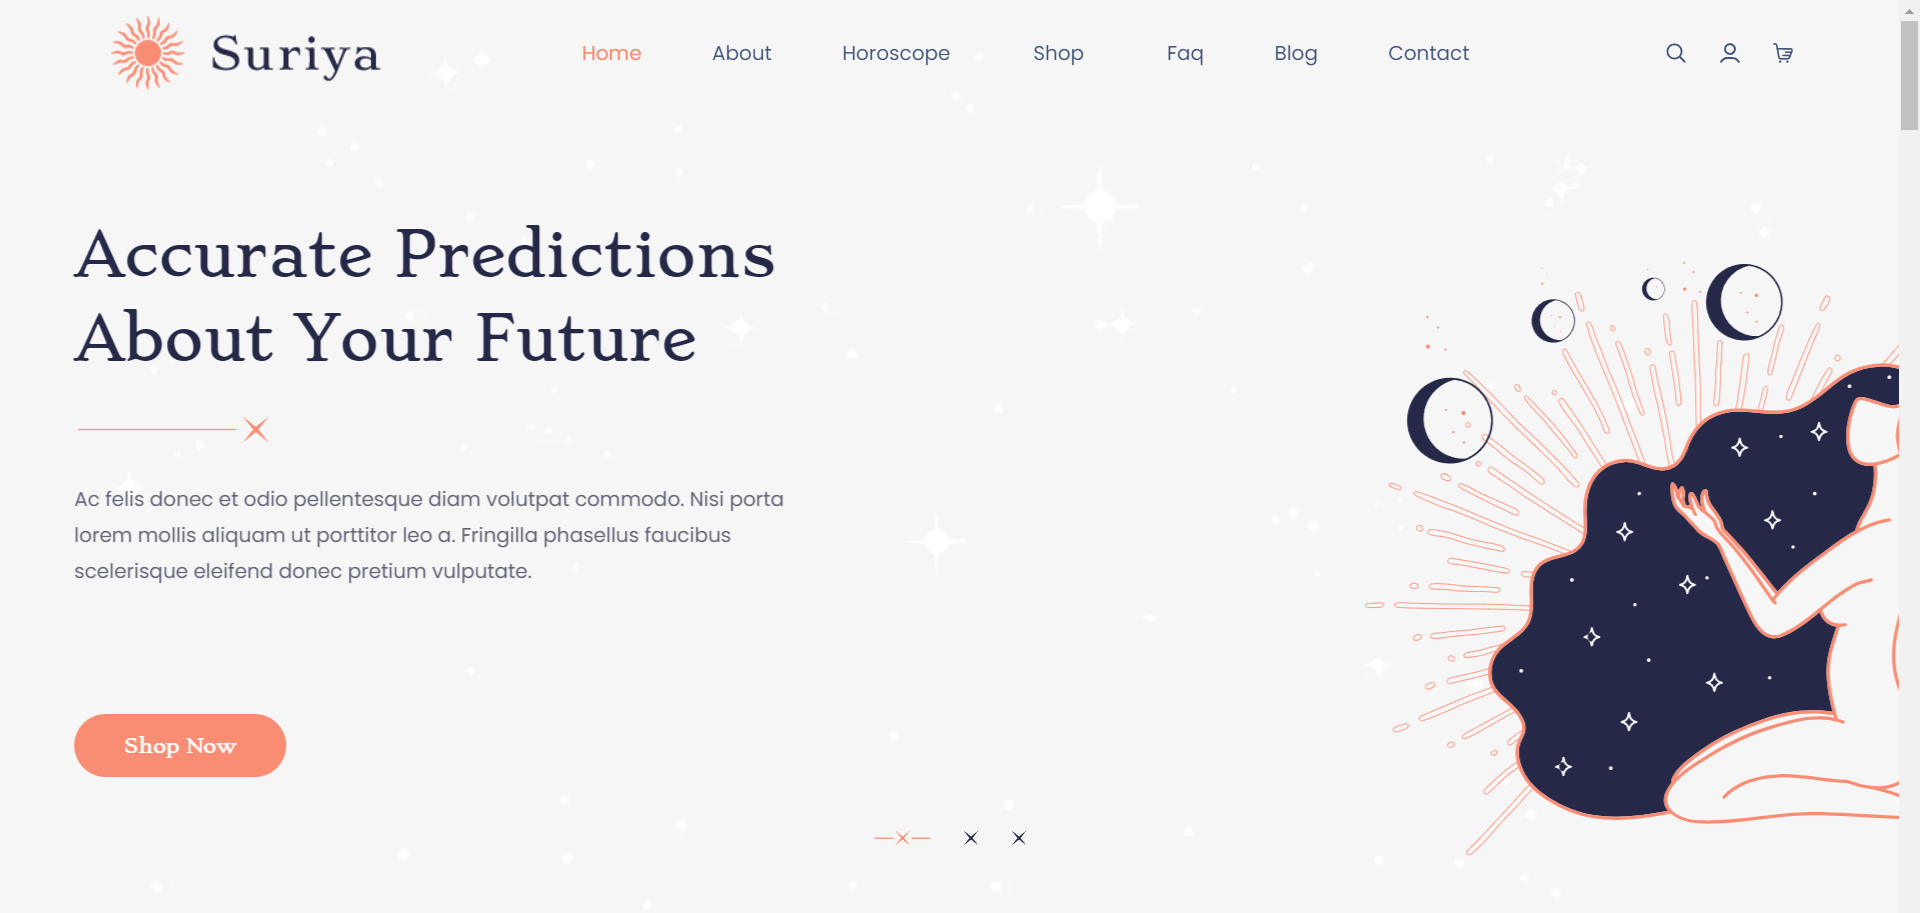 Suriya
Home About Horoscope Shop Faq Blog Contact
Accurate Predictions
About Your Future
Ac felis donec et odio pellentesque diam volutpat commodo. Nisi porta
lorem mollis aliquam ut porttitor leo a. Fringilla phasellus faucibus
scelerisque eleifend donec pretium vulputate.
Shop Now